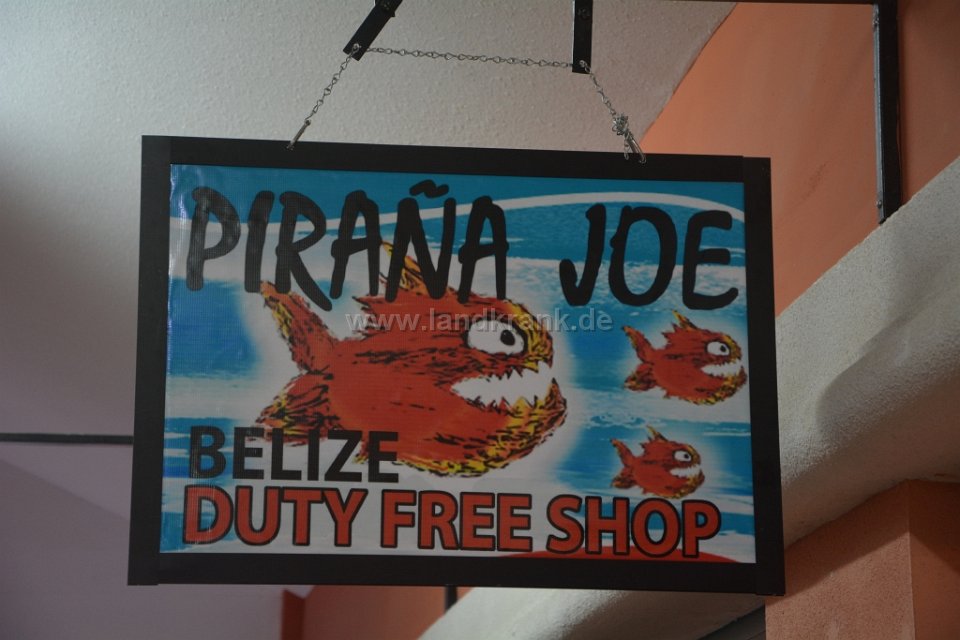 PIRAÑA JOE
www.landkrank.de
BELIZE
DUTY FREE SHOP